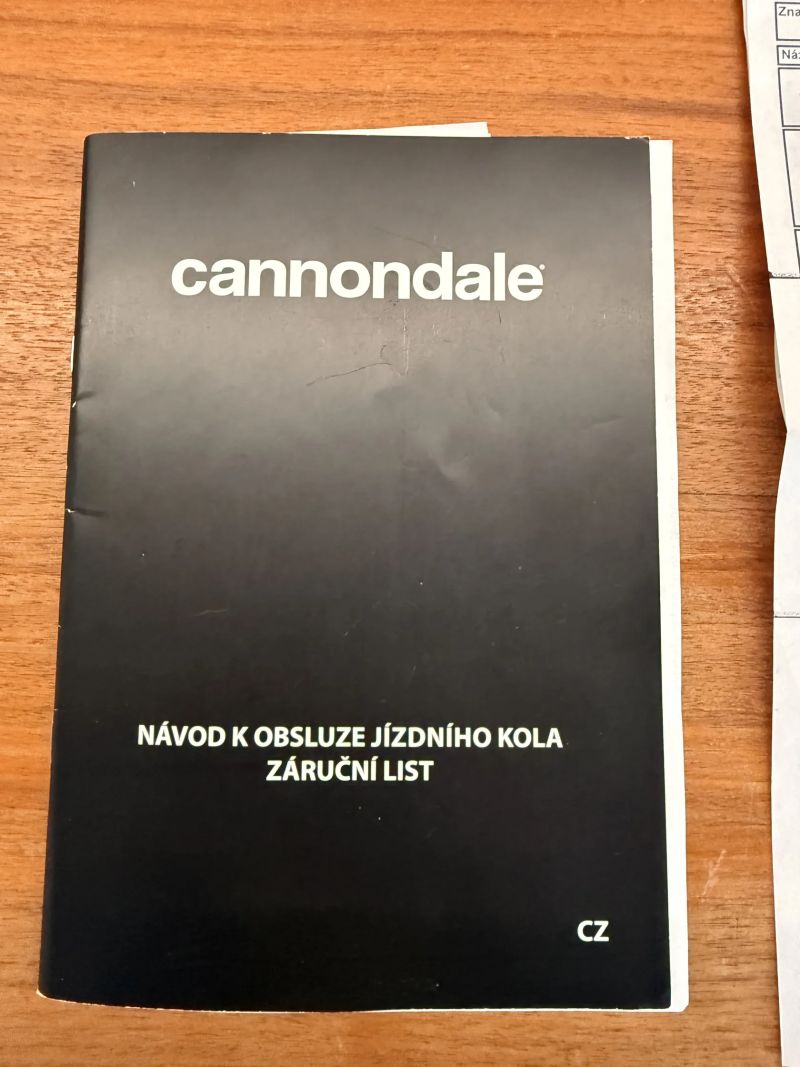 cannondale
NÁVOD K OBSLUZE JÍZDNÍHO KOLA
ZÁRUČNÍ LIST
CZ